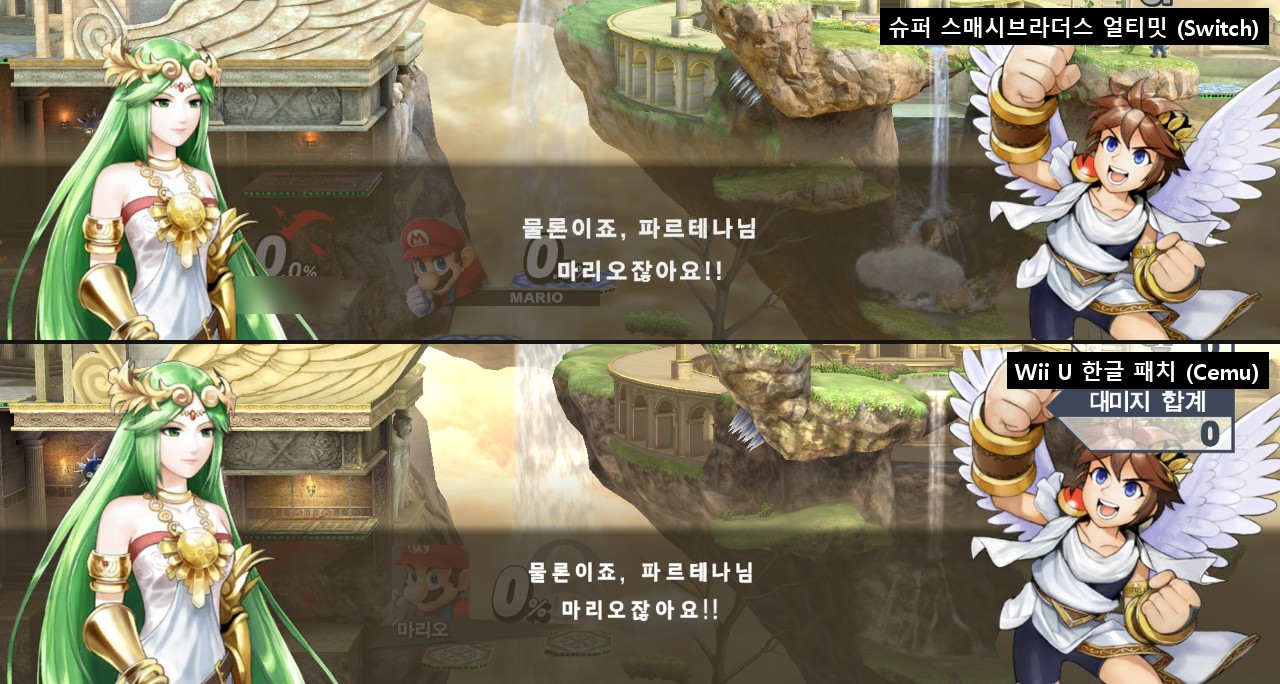 슈퍼 스매시브라더스 얼티밋 (Switch)
물론이죠, 파르테나님
마리오잖아요!!
0.0%
0
MARIO
Wii U 한글 패치 (Cemu)
대미지 합계
0
물론이죠, 파르테나님
마리오잖아요!!
0%
마리오